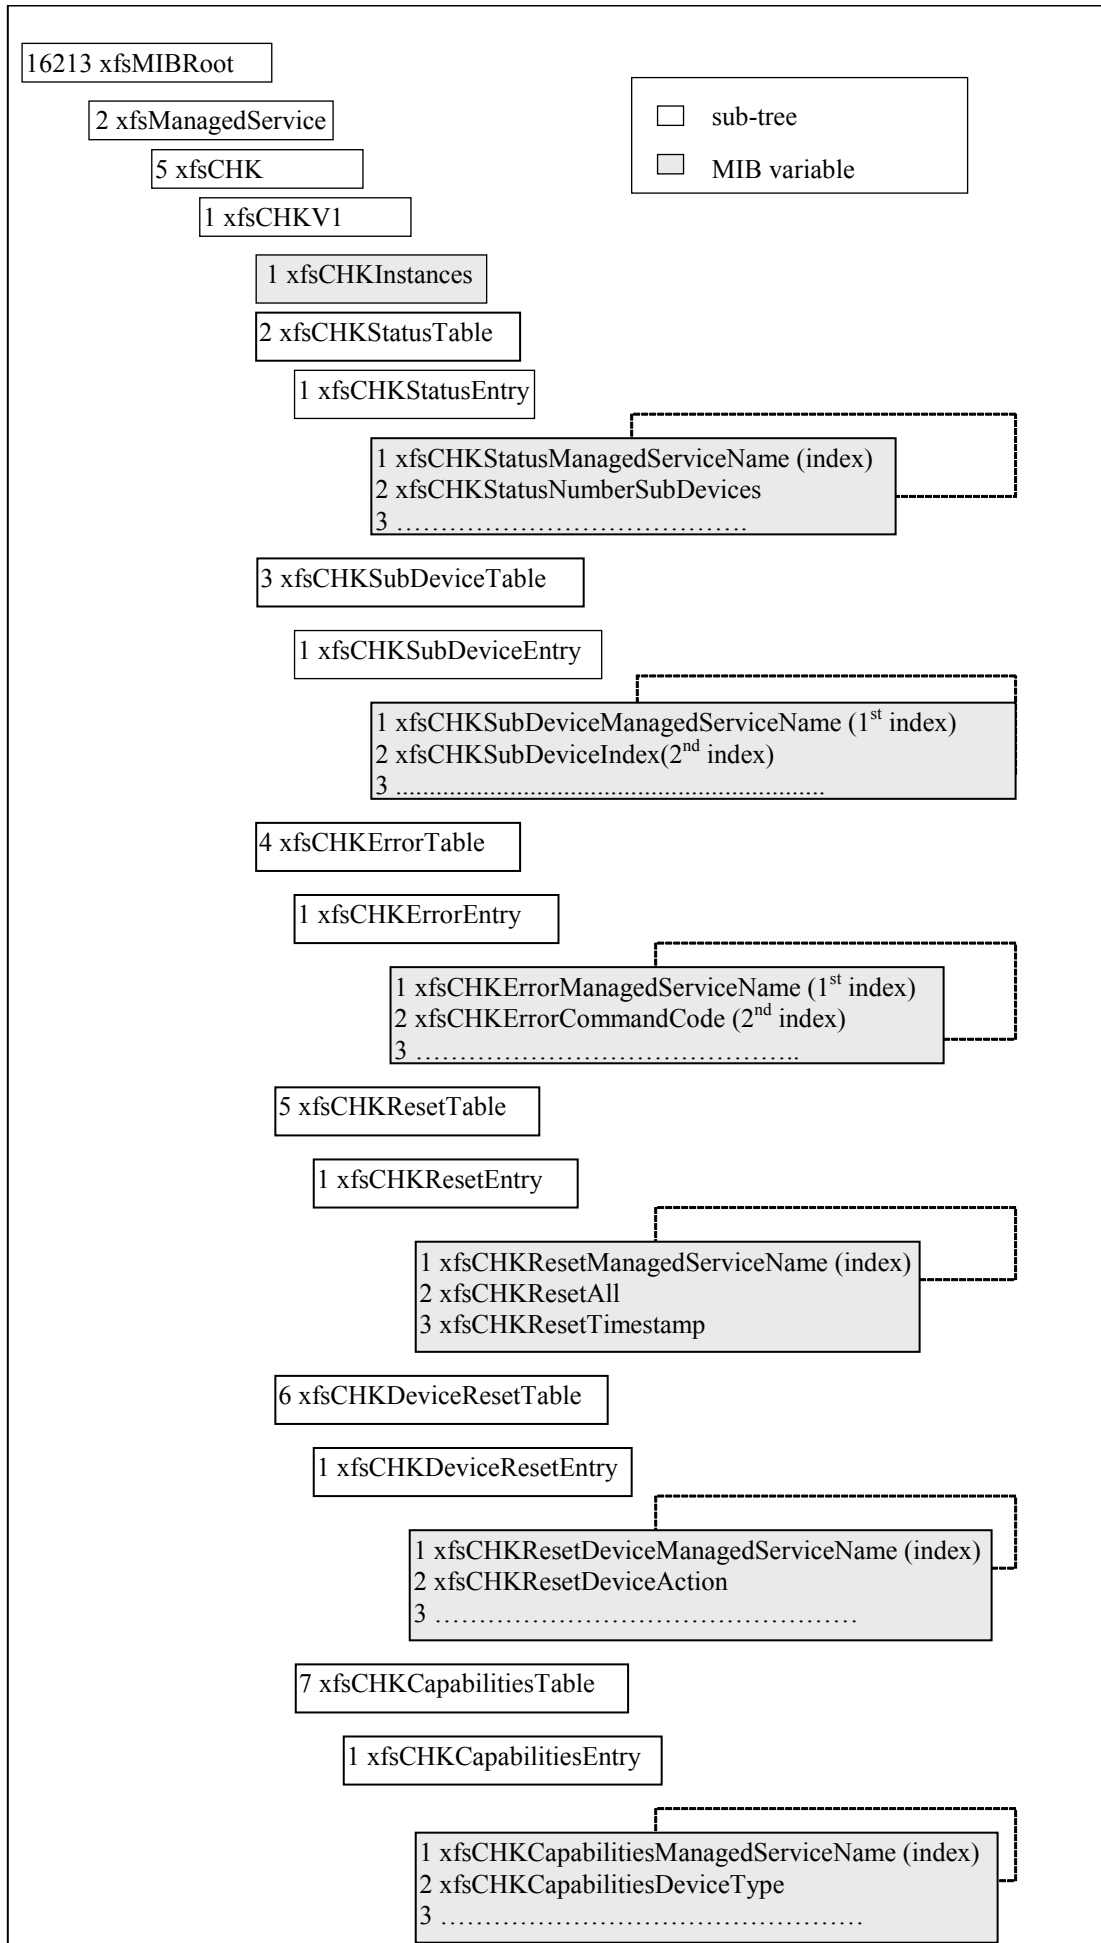 16213 xfsMIBRoot
2 xfsManagedService
sub-tree
MIB variable
5 xfsCHK
1 xfsCHKV1
1 xfsCHKInstances
2 xfsCHKStatusTable
1 xfsCHKStatusEntry
1 xfsCHKStatusManagedServiceName (index)
2 xfsCHKStatusNumberSubDevices
3 ………………………………….
3 xfsCHKSubDeviceTable
1 xfsCHKSubDeviceEntry
1 xfsCHKSubDeviceManagedServiceName (1st index)
2 xfsCHKSubDeviceIndex(2nd index)
3 ................................................................
4 xfsCHKErrorTable
1 xfsCHKErrorEntry
1 xfsCHKErrorManagedServiceName (1st index)
2 xfsCHKErrorCommandCode (2nd index)
3 ……………………………………..
5 xfsCHKResetTable
1 xfsCHKResetEntry
1 xfsCHKResetManagedServiceName (index)
2 xfsCHKResetAll
3 xfsCHKResetTimestamp
6 xfsCHKDeviceResetTable
1 xfsCHKDeviceResetEntry
1 xfsCHKResetDeviceManagedServiceName (index)
2 xfsCHKResetDeviceAction
3 …………………………………………
7 xfsCHKCapabilitiesTable
1 xfsCHKCapabilitiesEntry
1 xfsCHKCapabilitiesManagedServiceName (index)
2 xfsCHKCapabilitiesDeviceType
3 …………………………………………